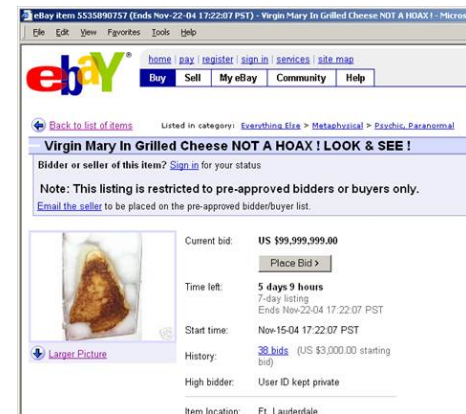 eBay item 5535890757 (Ends Nov-22-04 17:22:07 PST) - Virgin Mary In Grilled Cheese NOT A HOAX ! - Micros
File Edit View Favorites Tools Help
ebY®
home | pay | register | sign in | services | site map
Buy Sell My eBay Community Help
Back to list of items Listed in category: Everything Else > Metaphysical > Psychic, Paranormal
Virgin Mary In Grilled Cheese NOT A HOAX ! LOOK & SEE !
Bidder or seller of this item? Sign in for your status
Note: This listing is restricted to pre-approved bidders or buyers only.
Email the seller to be placed on the pre-approved bidder/buyer list.
Current bid: US $99,999,999.00
Place Bid >
Time left: 5 days 9 hours
7-day listing
Ends Nov-22-04 17:22:07 PST
Start time: Nov-15-04 17:22:07 PST
Larger Picture
History: 38 bids (US $3,000.00 starting
bid)
High bidder: User ID kept private
Item location: Ft. Lauderdale